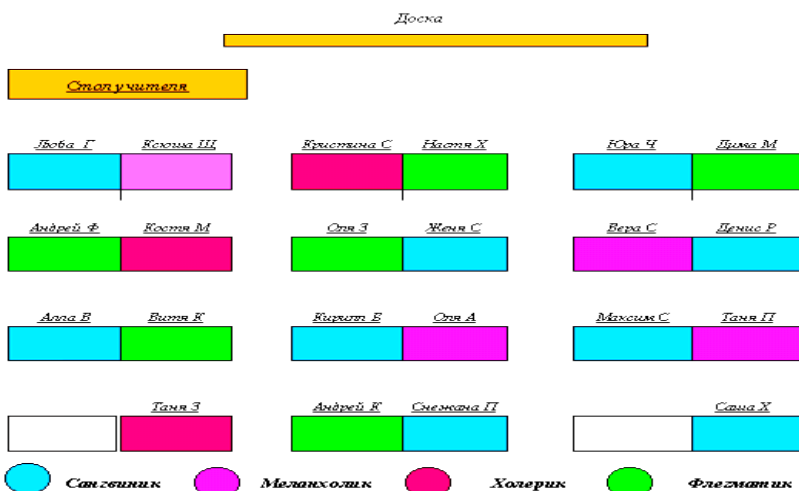 Доска
Стол учителя
Люба Г Ксюша Щ Кристина С Настя Х Юра Ч Дима М
Андрей Ф Костя М Оля З Женя С Вера С Денис Р
Алла В Витя К Кирилл Б Оля А Максим С Таня П
Таня З Андрей К Снежана П Саша Х
Сангвиник Меланхолик Холерик Флегматик